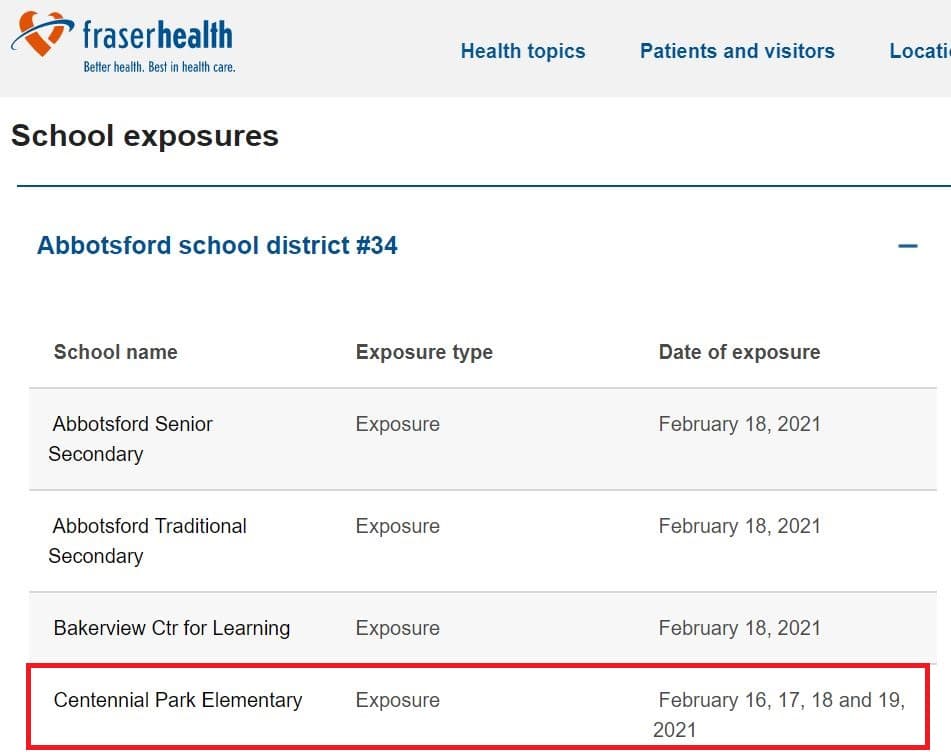 fraserhealth
Better health. Best in health care.
Health topics Patients and visitors Locati
School exposures
Abbotsford school district #34
School name Exposure type Date of exposure
Abbotsford Senior Exposure February 18, 2021
Secondary
Abbotsford Traditional Exposure February 18, 2021
Secondary
Bakerview Ctr for Learning Exposure February 18, 2021
Centennial Park Elementary Exposure February 16, 17, 18 and 19,
2021